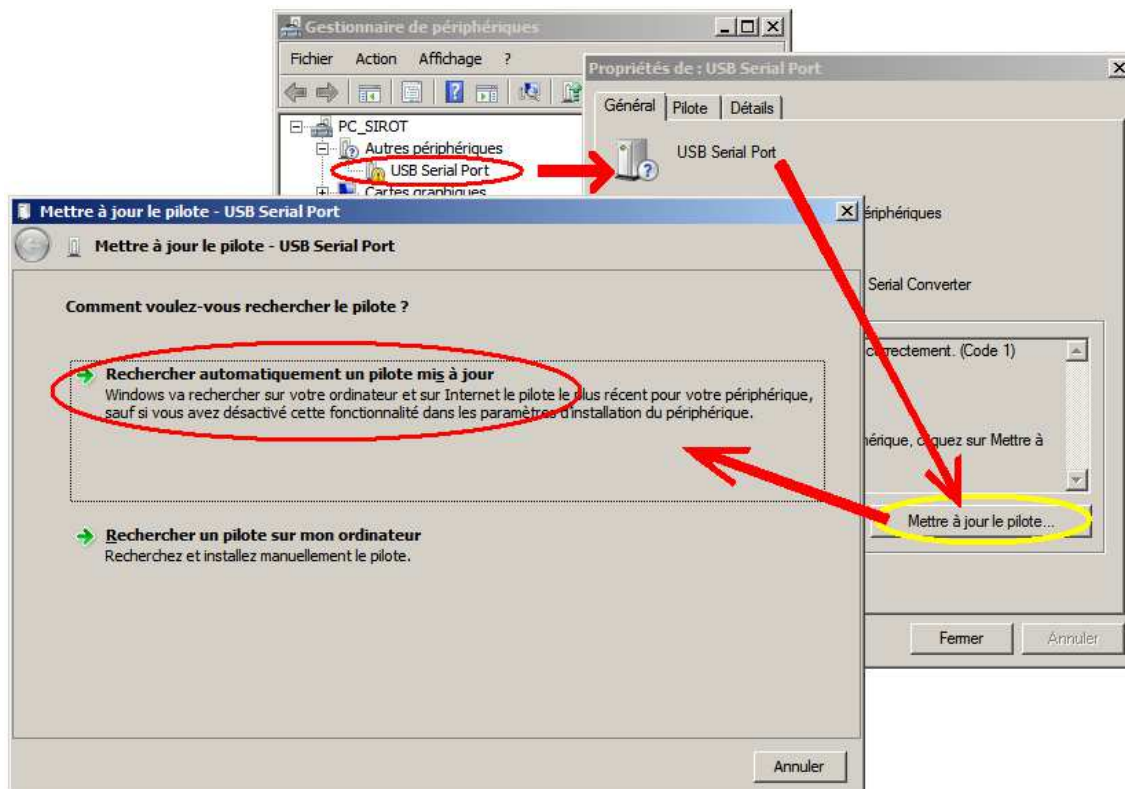 Gestionnaire de périphériques
Fichier Action Affichage ?
PC_SIROT
Autres périphériques
USB Serial Port
Cartes graphiques
Propriétés de : USB Serial Port
Général Pilote Détails
USB Serial Port
ériphériques
Serial Converter
correctement. (Code 1)
hérique, cliquez sur Mettre à
Mettre à jour le pilote...
Fermer Annuler
Mettre à jour le pilote - USB Serial Port
Mettre à jour le pilote - USB Serial Port
Comment voulez-vous rechercher le pilote ?
Rechercher automatiquement un pilote mis à jour
Windows va rechercher sur votre ordinateur et sur Internet le pilote le plus récent pour votre périphérique,
sauf si vous avez désactivé cette fonctionnalité dans les paramètres d'installation du périphérique.
Rechercher un pilote sur mon ordinateur
Recherchez et installez manuellement le pilote.
Annuler